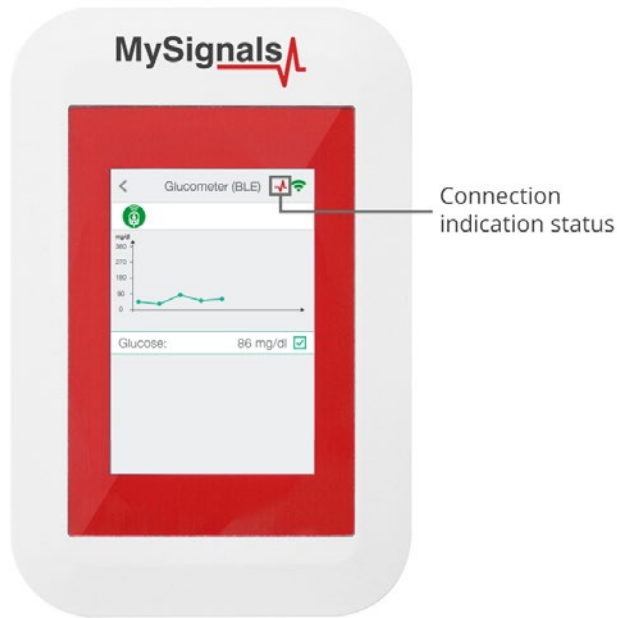 MySignals
Glucometer (BLE)
Connection
indication status
mg/dl
360
270
180
90
0
Glucose: 86 mg/dl